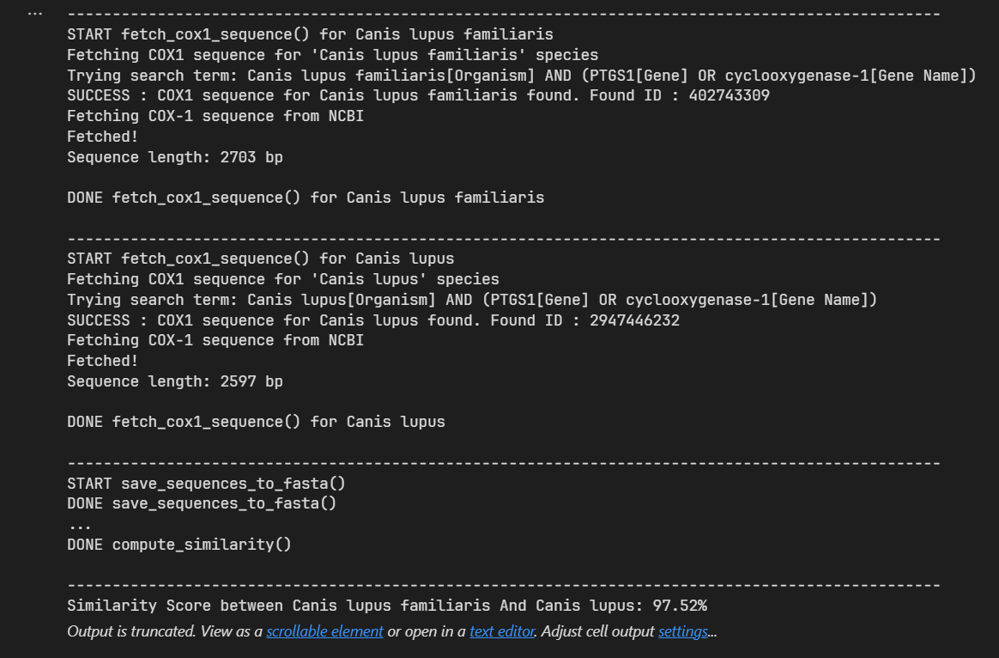 ...
----------------------------------------------------------------------------------------------------
START fetch_cox1_sequence() for Canis lupus familiaris
Fetching COX1 sequence for 'Canis lupus familiaris' species
Trying search term: Canis lupus familiaris[Organism] AND (PTGS1[Gene] OR cyclooxygenase-1[Gene Name])
SUCCESS : COX1 sequence for Canis lupus familiaris found. Found ID : 402743309
Fetching COX-1 sequence from NCBI
Fetched!
Sequence length: 2703 bp
DONE fetch_cox1_sequence() for Canis lupus familiaris
----------------------------------------------------------------------------------------------------
START fetch_cox1_sequence() for Canis lupus
Fetching COX1 sequence for 'Canis lupus' species
Trying search term: Canis lupus[Organism] AND (PTGS1[Gene] OR cyclooxygenase-1[Gene Name])
SUCCESS : COX1 sequence for Canis lupus found. Found ID : 2947446232
Fetching COX-1 sequence from NCBI
Fetched!
Sequence length: 2597 bp
DONE fetch_cox1_sequence() for Canis lupus
----------------------------------------------------------------------------------------------------
START save_sequences_to_fasta()
DONE save_sequences_to_fasta()
...
DONE compute_similarity()
----------------------------------------------------------------------------------------------------
Similarity Score between Canis lupus familiaris And Canis lupus: 97.52%
Output is truncated. View as a scrollable element or open in a text editor. Adjust cell output settings...